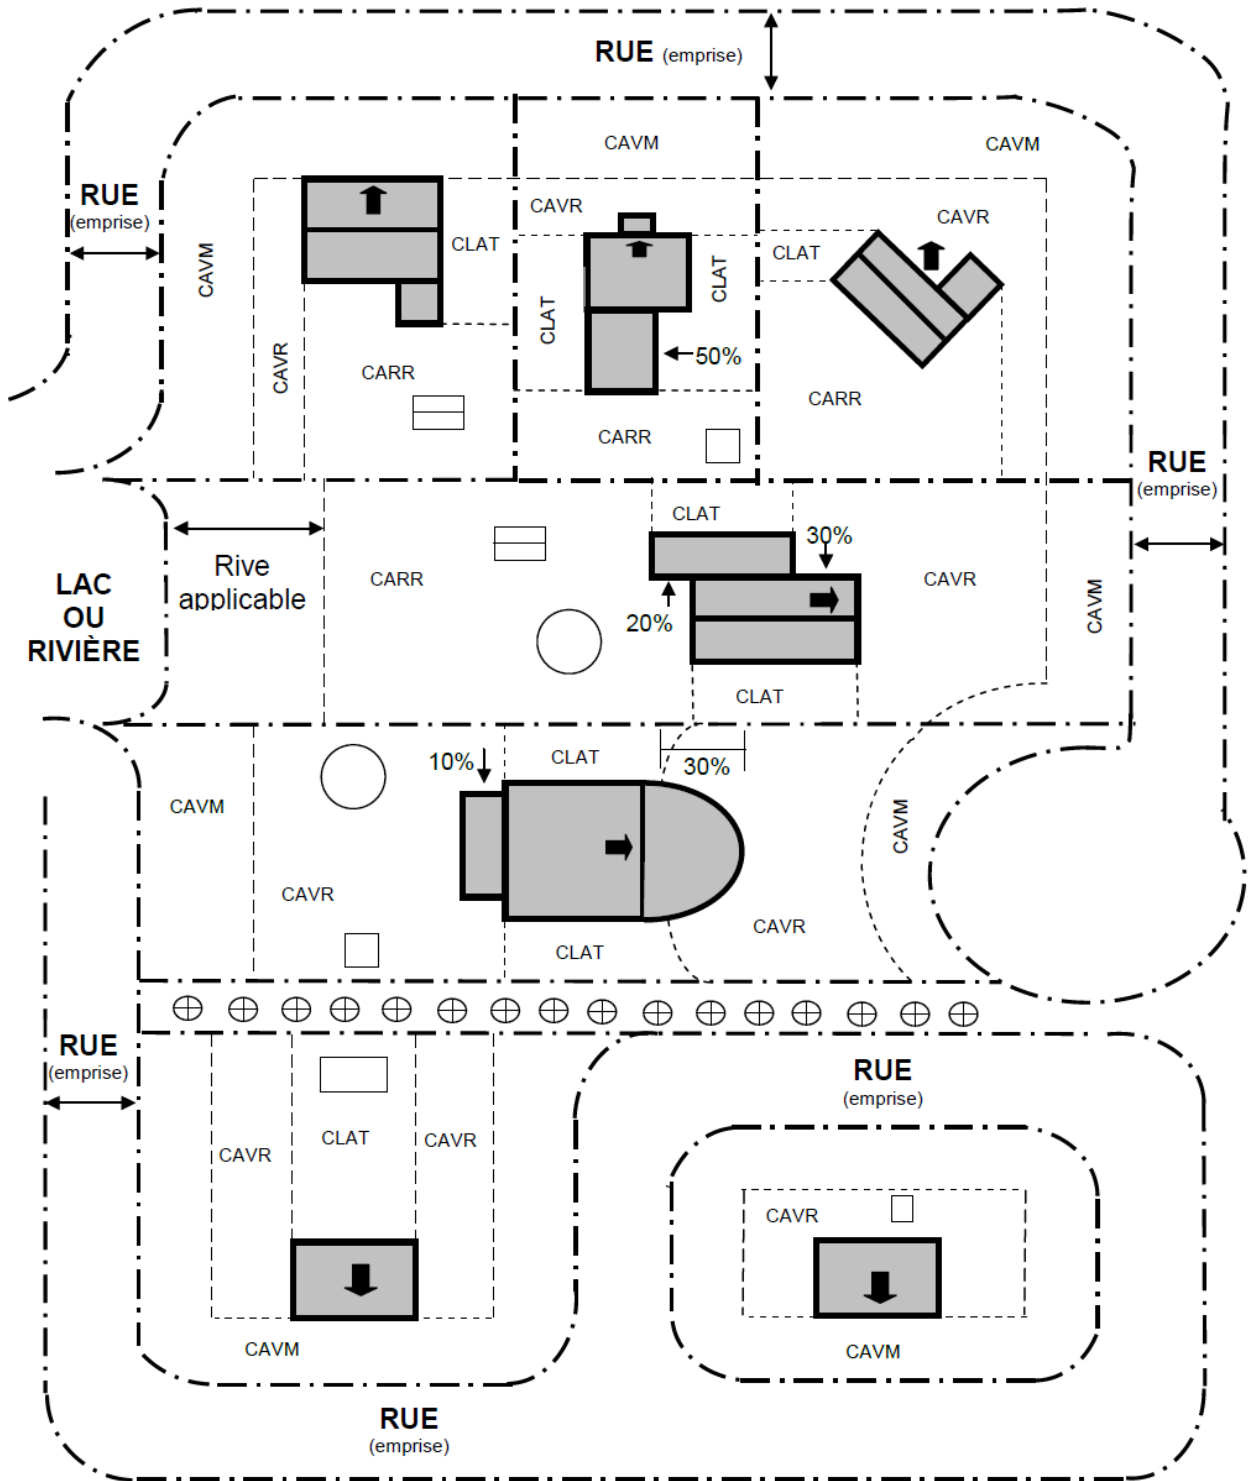 RUE (emprise)
CAVM
CAVM
RUE
(emprise)
CAVM
CAVR
CAVR
CLAT
CLAT
CLAT
CLAT
50%
CAVR
CARR
CARR
CARR
RUE
(emprise)
CLAT
30%
LAC
OU
RIVIÈRE
Rive
applicable
CARR
CAVR
CAVM
20%
CLAT
10%
CLAT
30%
CAVM
CAVM
CAVR
CLAT
CAVR
RUE
(emprise)
RUE
(emprise)
CAVR
CLAT
CAVR
CAVR
CAVM
CAVM
RUE
(emprise)